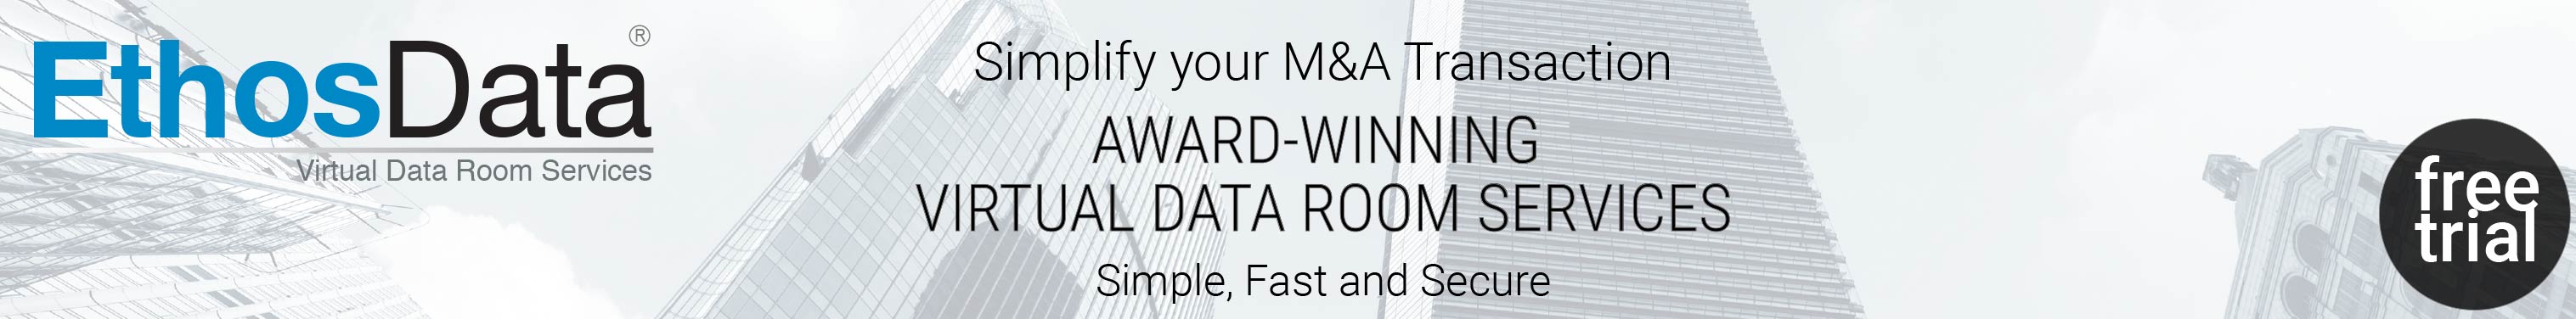 EthosData®
Virtual Data Room Services
Simplify your M&A Transaction
AWARD-WINNING
VIRTUAL DATA ROOM SERVICES
Simple, Fast and Secure
free
trial